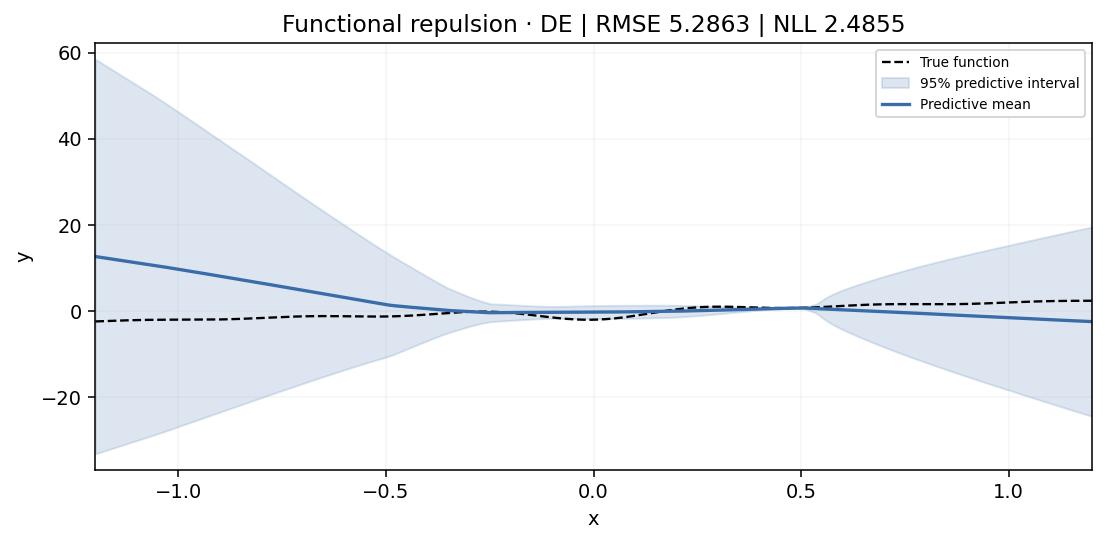 Functional repulsion · DE | RMSE 5.2863 | NLL 2.4855
True function
95% predictive interval
Predictive mean
y
60
40
20
0
−20
−1.0
−0.5
0.0
0.5
1.0
x